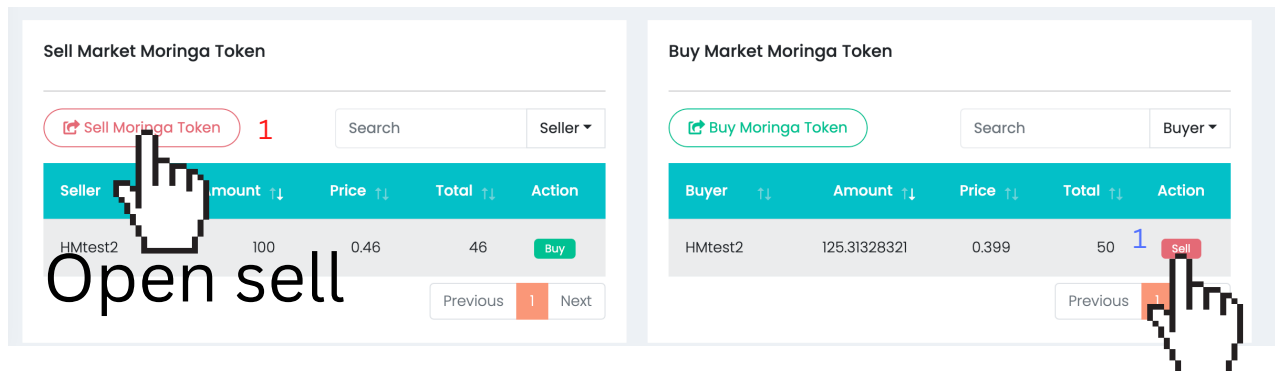 Sell Market Moringa Token
Sell Moringa Token 1 Search Seller
Seller Amount Price Total Action
HMtest2 100 0.46 46 Buy
Open sell
Previous 1 Next
Buy Market Moringa Token
Buy Moringa Token Search Buyer
Buyer Amount Price Total Action
HMtest2 125.31328321 0.399 50 1 Sell
Previous 1